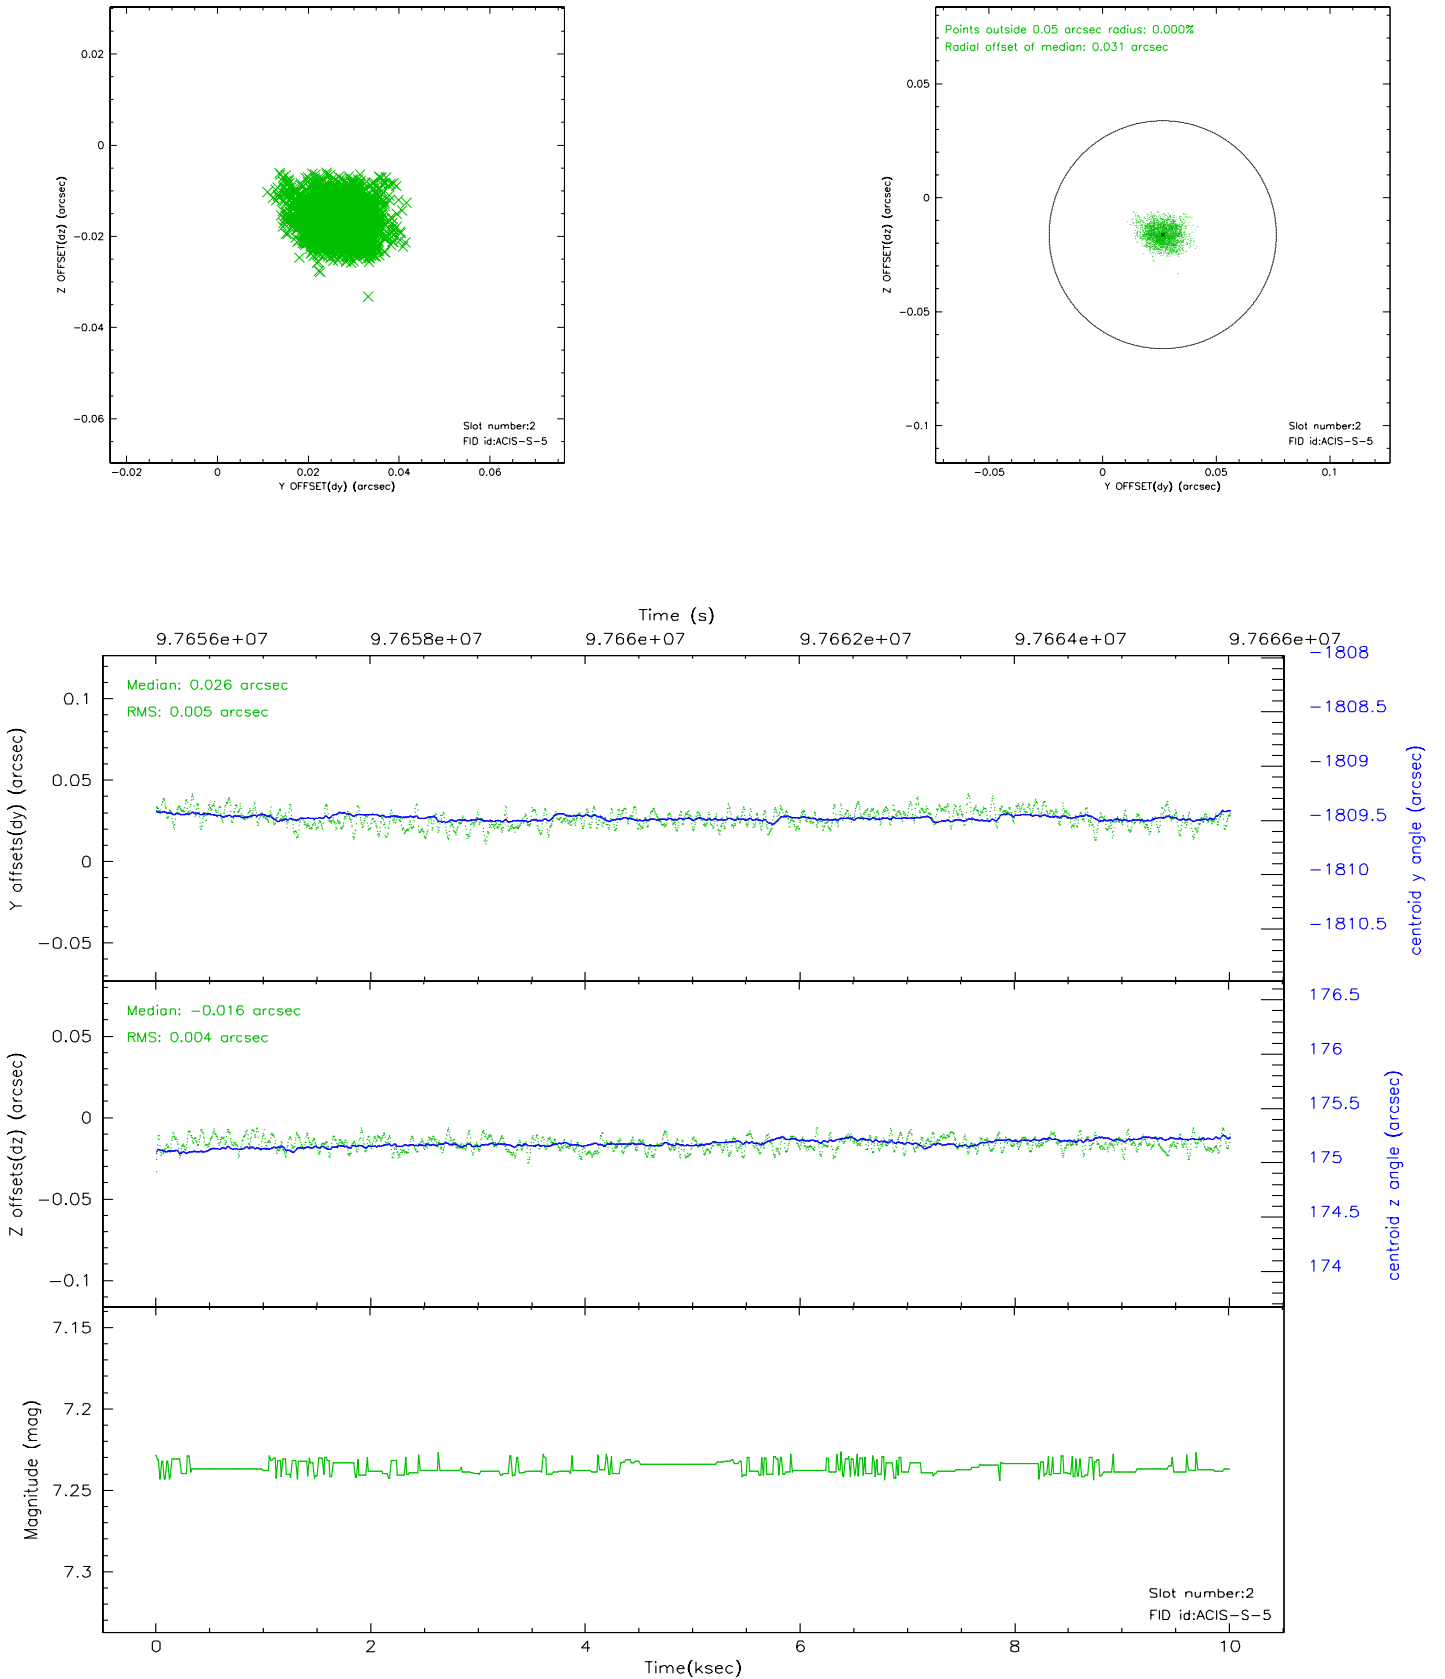 0.02
0
−0.02
−0.04
−0.06
Z OFFSET(dz) (arcsec)
Slot number:2
FID id:ACIS−S−5
−0.02 0 0.02 0.04 0.06
Y OFFSET(dy) (arcsec)
Points outside 0.05 arcsec radius: 0.000%
Radial offset of median: 0.031 arcsec
0.05
0
−0.05
−0.1
Z OFFSET(dz) (arcsec)
Slot number:2
FID id:ACIS−S−5
−0.05 0 0.05 0.1
Y OFFSET(dy) (arcsec)
Time (s)
9.7656e+07 9.7658e+07 9.766e+07 9.7662e+07 9.7664e+07 9.7666e+07
Median: 0.026 arcsec
RMS: 0.005 arcsec
0.1
0.05
0
−0.05
Y offsets(dy) (arcsec)
−1808
−1808.5
−1809
−1809.5
−1810
−1810.5
centroid y angle (arcsec)
Median: −0.016 arcsec
RMS: 0.004 arcsec
0.05
0
−0.05
−0.1
Z offsets(dz) (arcsec)
176.5
176
175.5
175
174.5
174
centroid z angle (arcsec)
7.15
7.2
7.25
7.3
Magnitude (mag)
Slot number:2
FID id:ACIS−S−5
0 2 4 6 8 10
Time(ksec)